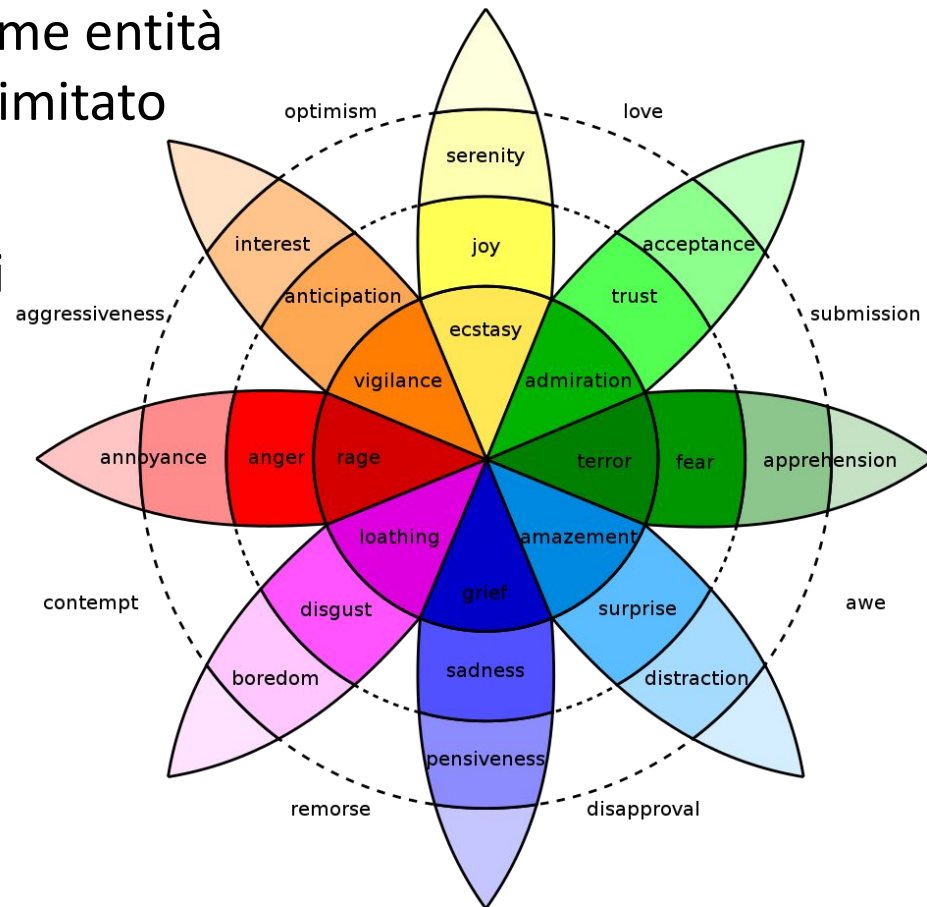 me entità
imitato
i
optimism
love
serenity
interest
joy
acceptance
anticipation
trust
aggressiveness
submission
ecstasy
vigilance
admiration
annoyance
anger
rage
terror
fear
apprehension
loathing
amazement
grief
contempt
disgust
surprise
awe
boredom
sadness
distraction
pensiveness
remorse
disapproval